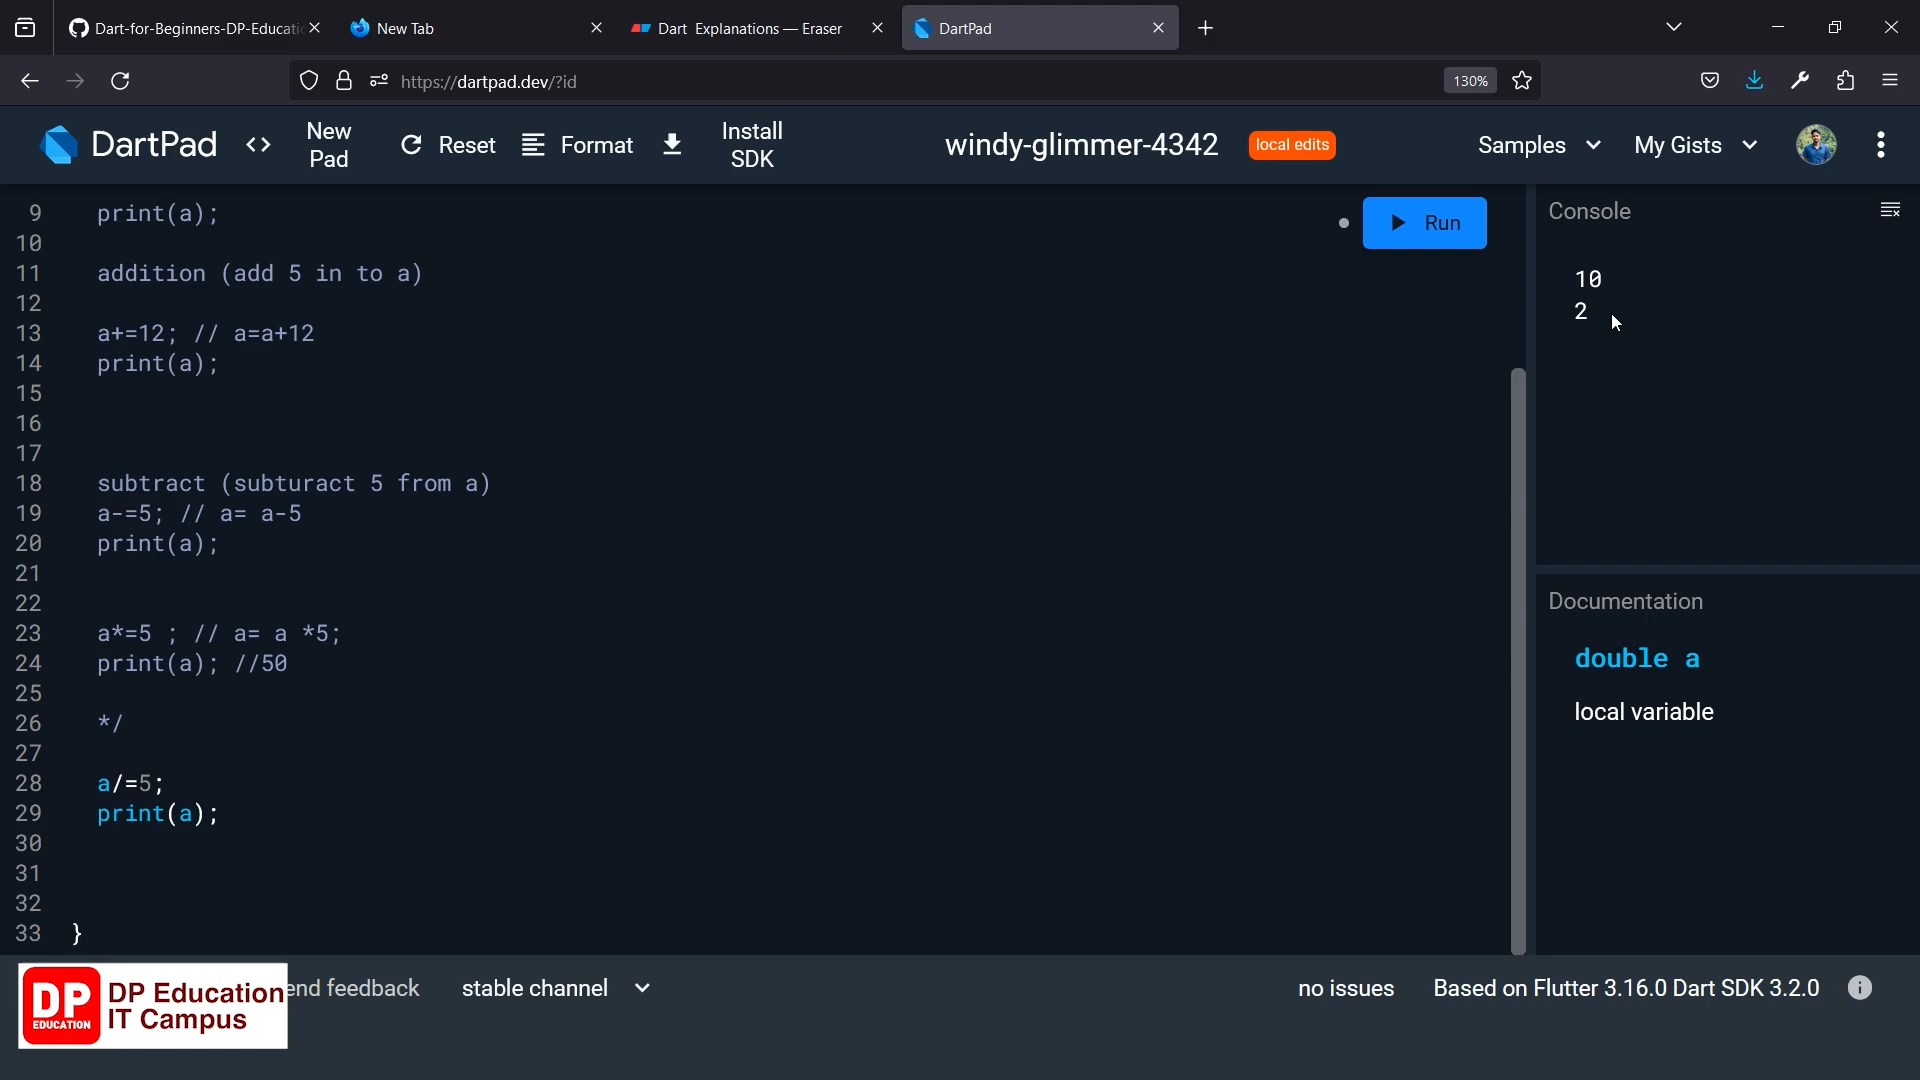 Dart-for-Beginners-DP-Educatio
New Tab
Dart Explanations — Eraser
DartPad
https://dartpad.dev/?id
130%
DartPad
<> New Pad
Reset
Format
Install SDK
windy-glimmer-4342
local edits
Samples
My Gists
9 print(a);
10
11 addition (add 5 in to a)
12
13 a+=12; // a=a+12
14 print(a);
15
16
17
18 subtract (subturact 5 from a)
19 a-=5; // a= a-5
20 print(a);
21
22
23 a*=5 ; // a= a *5;
24 print(a); //50
25
26 */
27
28 a/=5;
29 print(a);
30
31
32
33 }
Run
Console
10
2
Documentation
double a
local variable
DP EDUCATION
DP Education
IT Campus
end feedback
stable channel
no issues
Based on Flutter 3.16.0 Dart SDK 3.2.0